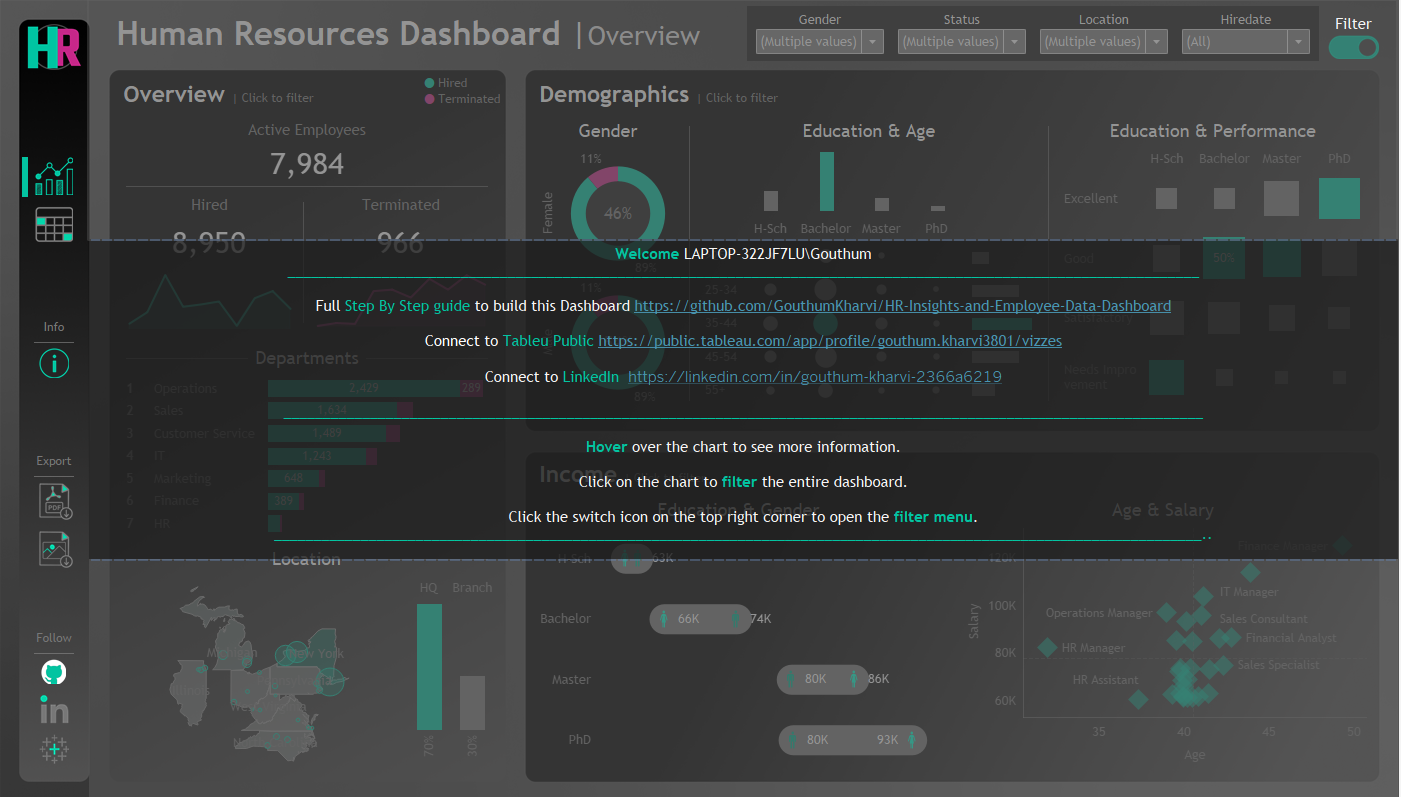 HR
Human Resources Dashboard | Overview
Gender
Status
Location
Hiredate
Filter
(Multiple values)
(Multiple values)
(Multiple values)
(All)
Overview | Click to filter
Hired
Terminated
Active Employees
7,984
Hired
Terminated
8,950
966
Demographics | Click to filter
Gender
Education & Age
Education & Performance
11%
Female
46%
89%
H-Sch
Bachelor
Master
PhD
H-Sch
Bachelor
Master
PhD
Excellent
Good
50%
Welcome LAPTOP-322JF7LU\Gouthum
Full Step By Step guide to build this Dashboard https://github.com/GouthumKharvi/HR-Insights-and-Employee-Data-Dashboard
Connect to Tableu Public https://public.tableau.com/app/profile/gouthum.kharvi3801/vizzes
Connect to LinkedIn https://linkedin.com/in/gouthum-kharvi-2366a6219
Hover over the chart to see more information.
Click on the chart to filter the entire dashboard.
Click the switch icon on the top right corner to open the filter menu.
11%
89%
25-34
35-44
45-54
55+
Needs Impro
vement
Info
Export
PDF
Follow
in
Departments
1 Operations 2,429 289
2 Sales 1,634
3 Customer Service 1,489
4 IT 1,243
5 Marketing 648
6 Finance 389
7 HR
Location
HQ
Branch
70%
30%
Michigan
New York
Illinois
Income
Education & Gender
H-Sch 63K
Bachelor 66K 74K
Master 80K 86K
PhD 80K 93K
Age & Salary
Salary
120K
100K
80K
60K
Finance Manager
IT Manager
Operations Manager
Sales Consultant
Financial Analyst
HR Manager
Sales Specialist
HR Assistant
35
40
45
50
Age